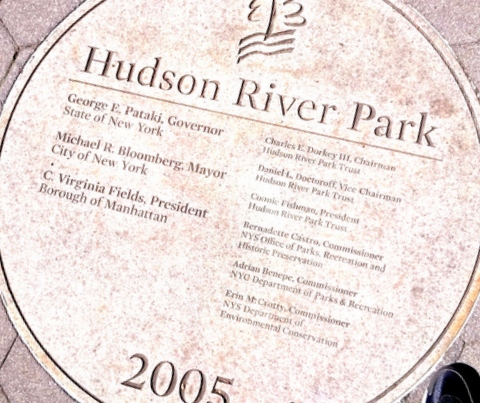 Hudson River Park
George E. Pataki, Governor
State of New York
Michael R. Bloomberg, Mayor
City of New York
C. Virginia Fields, President
Borough of Manhattan
Charles E. Dorkey III, Chairman
Hudson River Park Trust
Daniel L. Doctoroff, Vice Chairman
Hudson River Park Trust
Connie Fishman, President
Hudson River Park Trust
Bernadette Castro, Commissioner
NYS Office of Parks, Recreation and
Historic Preservation
Adrian Benepe, Commissioner
NYC Department of Parks & Recreation
Erin M. Crotty, Commissioner
NYS Department of
Environmental Conservation
2005